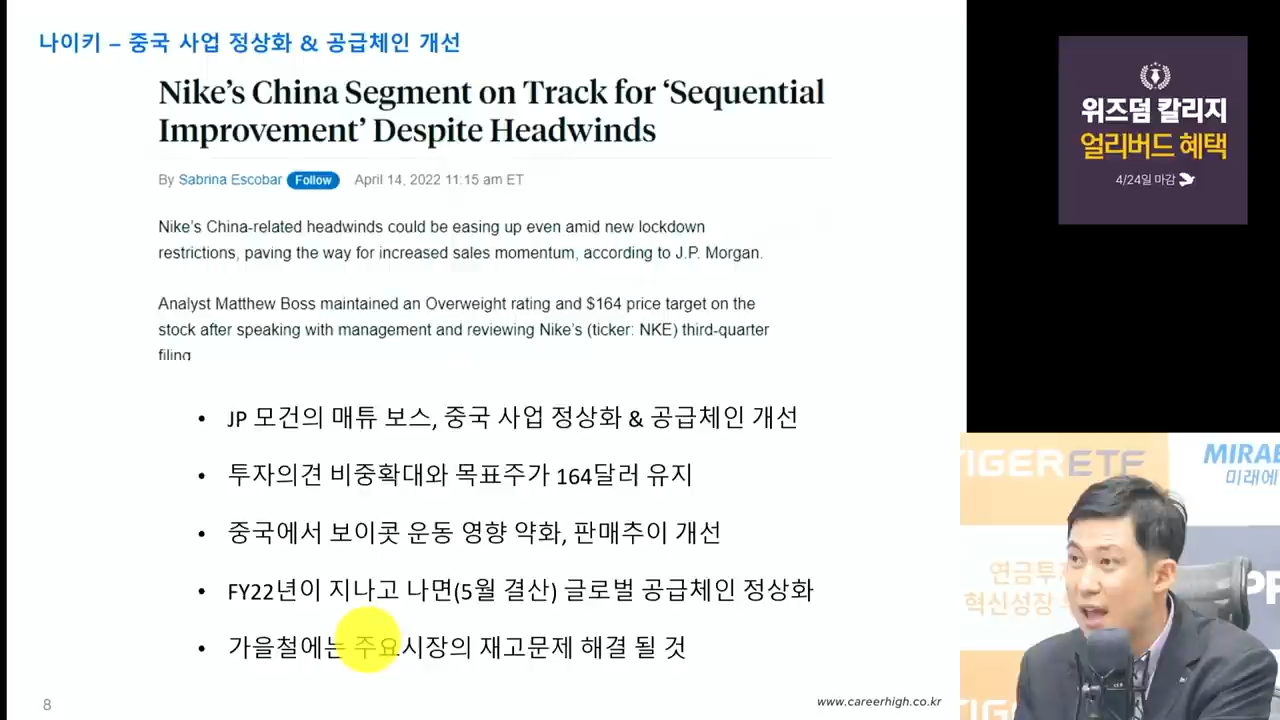 나이키 – 중국 사업 정상화 & 공급체인 개선
Nike's China Segment on Track for ‘Sequential
Improvement’ Despite Headwinds
By Sabrina Escobar Follow April 14, 2022 11:15 am ET
Nike's China-related headwinds could be easing up even amid new lockdown
restrictions, paving the way for increased sales momentum, according to J.P. Morgan.
Analyst Matthew Boss maintained an Overweight rating and $164 price target on the
stock after speaking with management and reviewing Nike's (ticker: NKE) third-quarter
filing
• JP 모건의 매튜 보스, 중국 사업 정상화 & 공급체인 개선
• 투자의견 비중확대와 목표주가 164달러 유지
• 중국에서 보이콧 운동 영향 약화, 판매추이 개선
• FY22년이 지나고 나면(5월 결산) 글로벌 공급체인 정상화
• 가을철에는 주요시장의 재고문제 해결 될 것
8
www.careerhigh.co.kr
위즈덤 칼리지
얼리버드 혜택
4/24일 마감
TIGER ETF
MIRAE
미래에
연금투자
혁신성장
TIGER